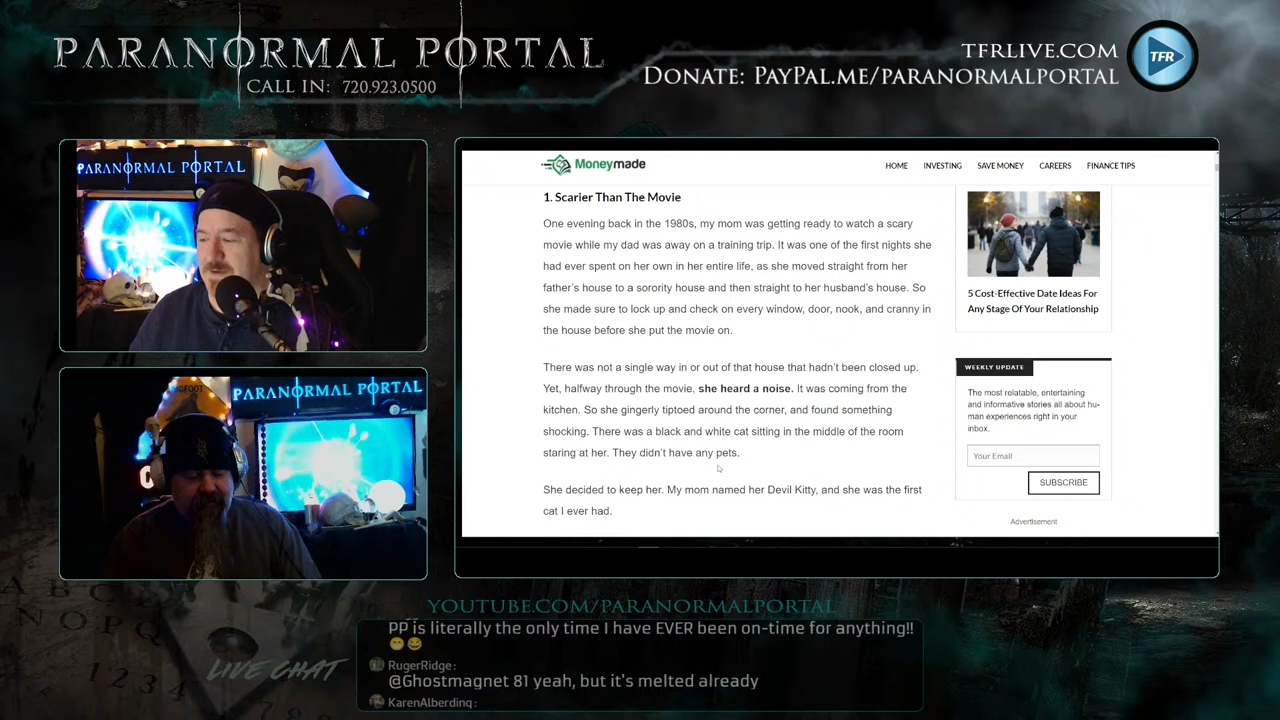 PARANORMAL PORTAL
CALL IN: 720.923.0500
TFRLIVE.COM
DONATE: PAYPAL.ME/PARANORMALPORTAL
TFR
PARANORMAL PORTAL
BIGFOOT
PARANORMAL PORTAL
Moneymade
HOME INVESTING SAVE MONEY CAREERS FINANCE TIPS
1. Scarier Than The Movie
One evening back in the 1980s, my mom was getting ready to watch a scary
movie while my dad was away on a training trip. It was one of the first nights she
had ever spent on her own in her entire life, as she moved straight from her
father's house to a sorority house and then straight to her husband's house. So
she made sure to lock up and check on every window, door, nook, and cranny in
the house before she put the movie on.
There was not a single way in or out of that house that hadn't been closed up.
Yet, halfway through the movie, she heard a noise. It was coming from the
kitchen. So she gingerly tiptoed around the corner, and found something
shocking. There was a black and white cat sitting in the middle of the room
staring at her. They didn't have any pets.
She decided to keep her. My mom named her Devil Kitty, and she was the first
cat I ever had.
5 Cost-Effective Date Ideas For
Any Stage Of Your Relationship
WEEKLY UPDATE
The most relatable, entertaining
and informative stories all about hu-
man experiences right in your
inbox.
Your Email
SUBSCRIBE
Advertisement
YOUTUBE.COM/PARANORMALPORTAL
PP is literally the only time I have EVER been on-time for anything!!
RugerRidge:
@Ghostmagnet 81 yeah, but it's melted already
KarenAlberding:
LIVE CHAT
A B C D
N O P Q
1 2 3 4